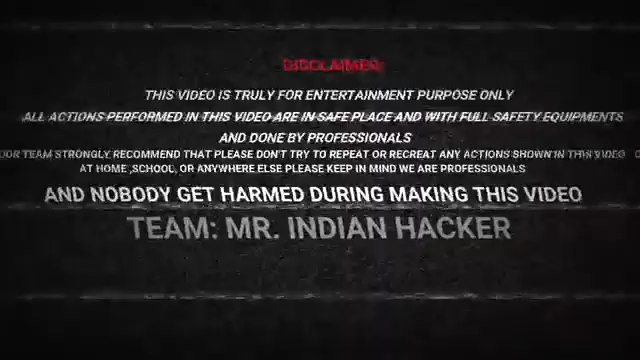 DISCLAIMER:
THIS VIDEO IS TRULY FOR ENTERTAINMENT PURPOSE ONLY
ALL ACTIONS PERFORMED IN THIS VIDEO ARE IN SAFE PLACE AND WITH FULL SAFETY EQUIPMENTS
AND DONE BY PROFESSIONALS
OUR TEAM STRONGLY RECOMMEND THAT PLEASE DON'T TRY TO REPEAT OR RECREAT ANY ACTIONS SHOWN IN THIS VIDEO
AT HOME ,SCHOOL, OR ANYWHERE ELSE PLEASE KEEP IN MIND WE ARE PROFESSIONALS
AND NOBODY GET HARMED DURING MAKING THIS VIDEO
TEAM: MR. INDIAN HACKER